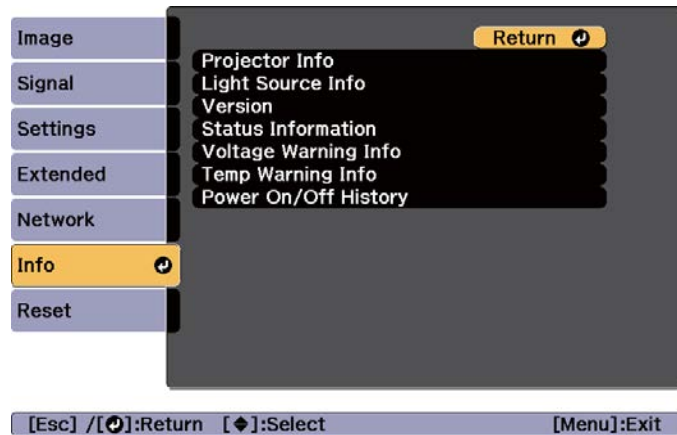 Image
Signal
Settings
Extended
Network
Info
Reset
Return
Projector Info
Light Source Info
Version
Status Information
Voltage Warning Info
Temp Warning Info
Power On/Off History
[Esc] /[⏎]:Return [◆]:Select [Menu]:Exit